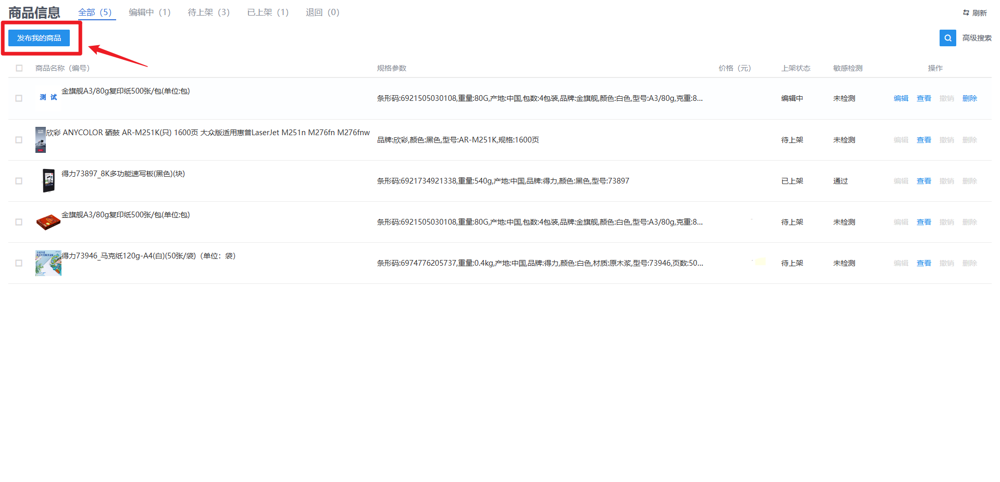 商品信息 全部（5） 编辑中（1） 待上架（3） 已上架（1） 退回（0） 刷新
发布我的商品 高级搜索
商品名称（编号） 规格参数 价格（元） 上架状态 敏感检测 操作
测 试 金旗舰A3/80g复印纸500张/包(单位:包) 条形码:6921505030108,重量:80G,产地:中国,包数:4包装,品牌:金旗舰,颜色:白色,型号:A3/80g,克重:8... 编辑中 未检测 编辑 查看 撤销 删除
欣彩 ANYCOLOR 硒鼓 AR-M251K(只) 1600页 大众版适用惠普LaserJet M251n M276fn M276fnw 品牌:欣彩,颜色:黑色,型号:AR-M251K,规格:1600页 待上架 未检测 编辑 查看 撤销 删除
得力73897_8K多功能速写板(黑色)(块) 条形码:6921734921338,重量:540g,产地:中国,品牌:得力,颜色:黑色,型号:73897 已上架 通过 编辑 查看 撤销 删除
金旗舰A3/80g复印纸500张/包(单位:包) 条形码:6921505030108,重量:80G,产地:中国,包数:4包装,品牌:金旗舰,颜色:白色,型号:A3/80g,克重:8... 待上架 未检测 编辑 查看 撤销 删除
得力73946_马克纸120g-A4(白)(50张/袋)（单位：袋） 条形码:6974776205737,重量:0.4kg,产地:中国,品牌:得力,颜色:白色,材质:原木浆,型号:73946,页数:50... 待上架 未检测 编辑 查看 撤销 删除